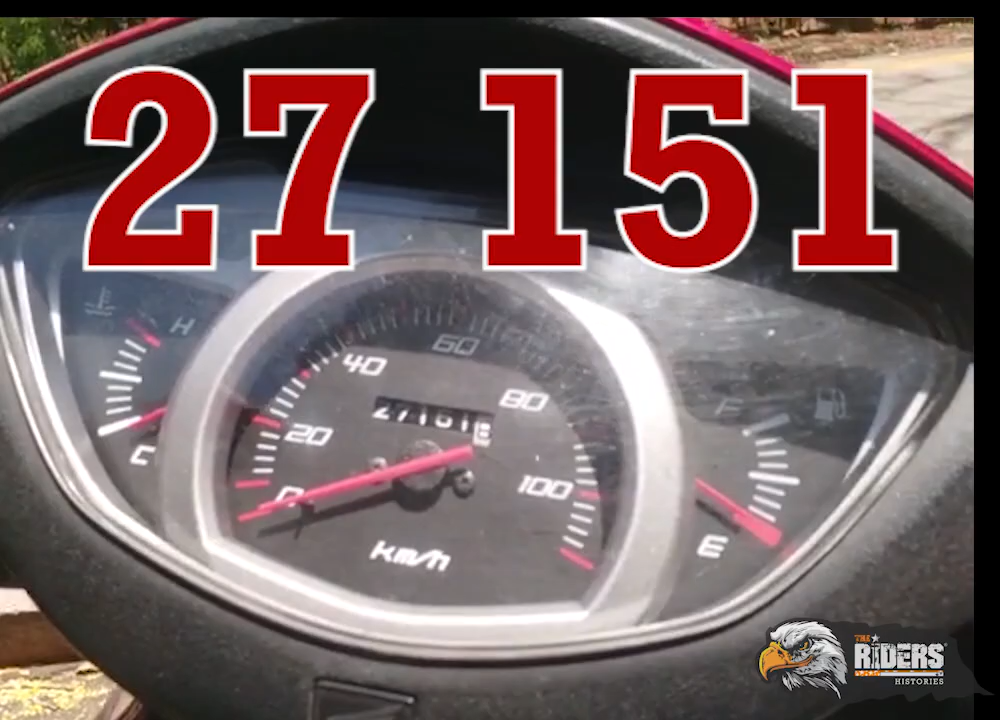 27 151
H
60
40
80
F
20
0
100
C
E
km/h
THE
RIDERS
HISTORIES